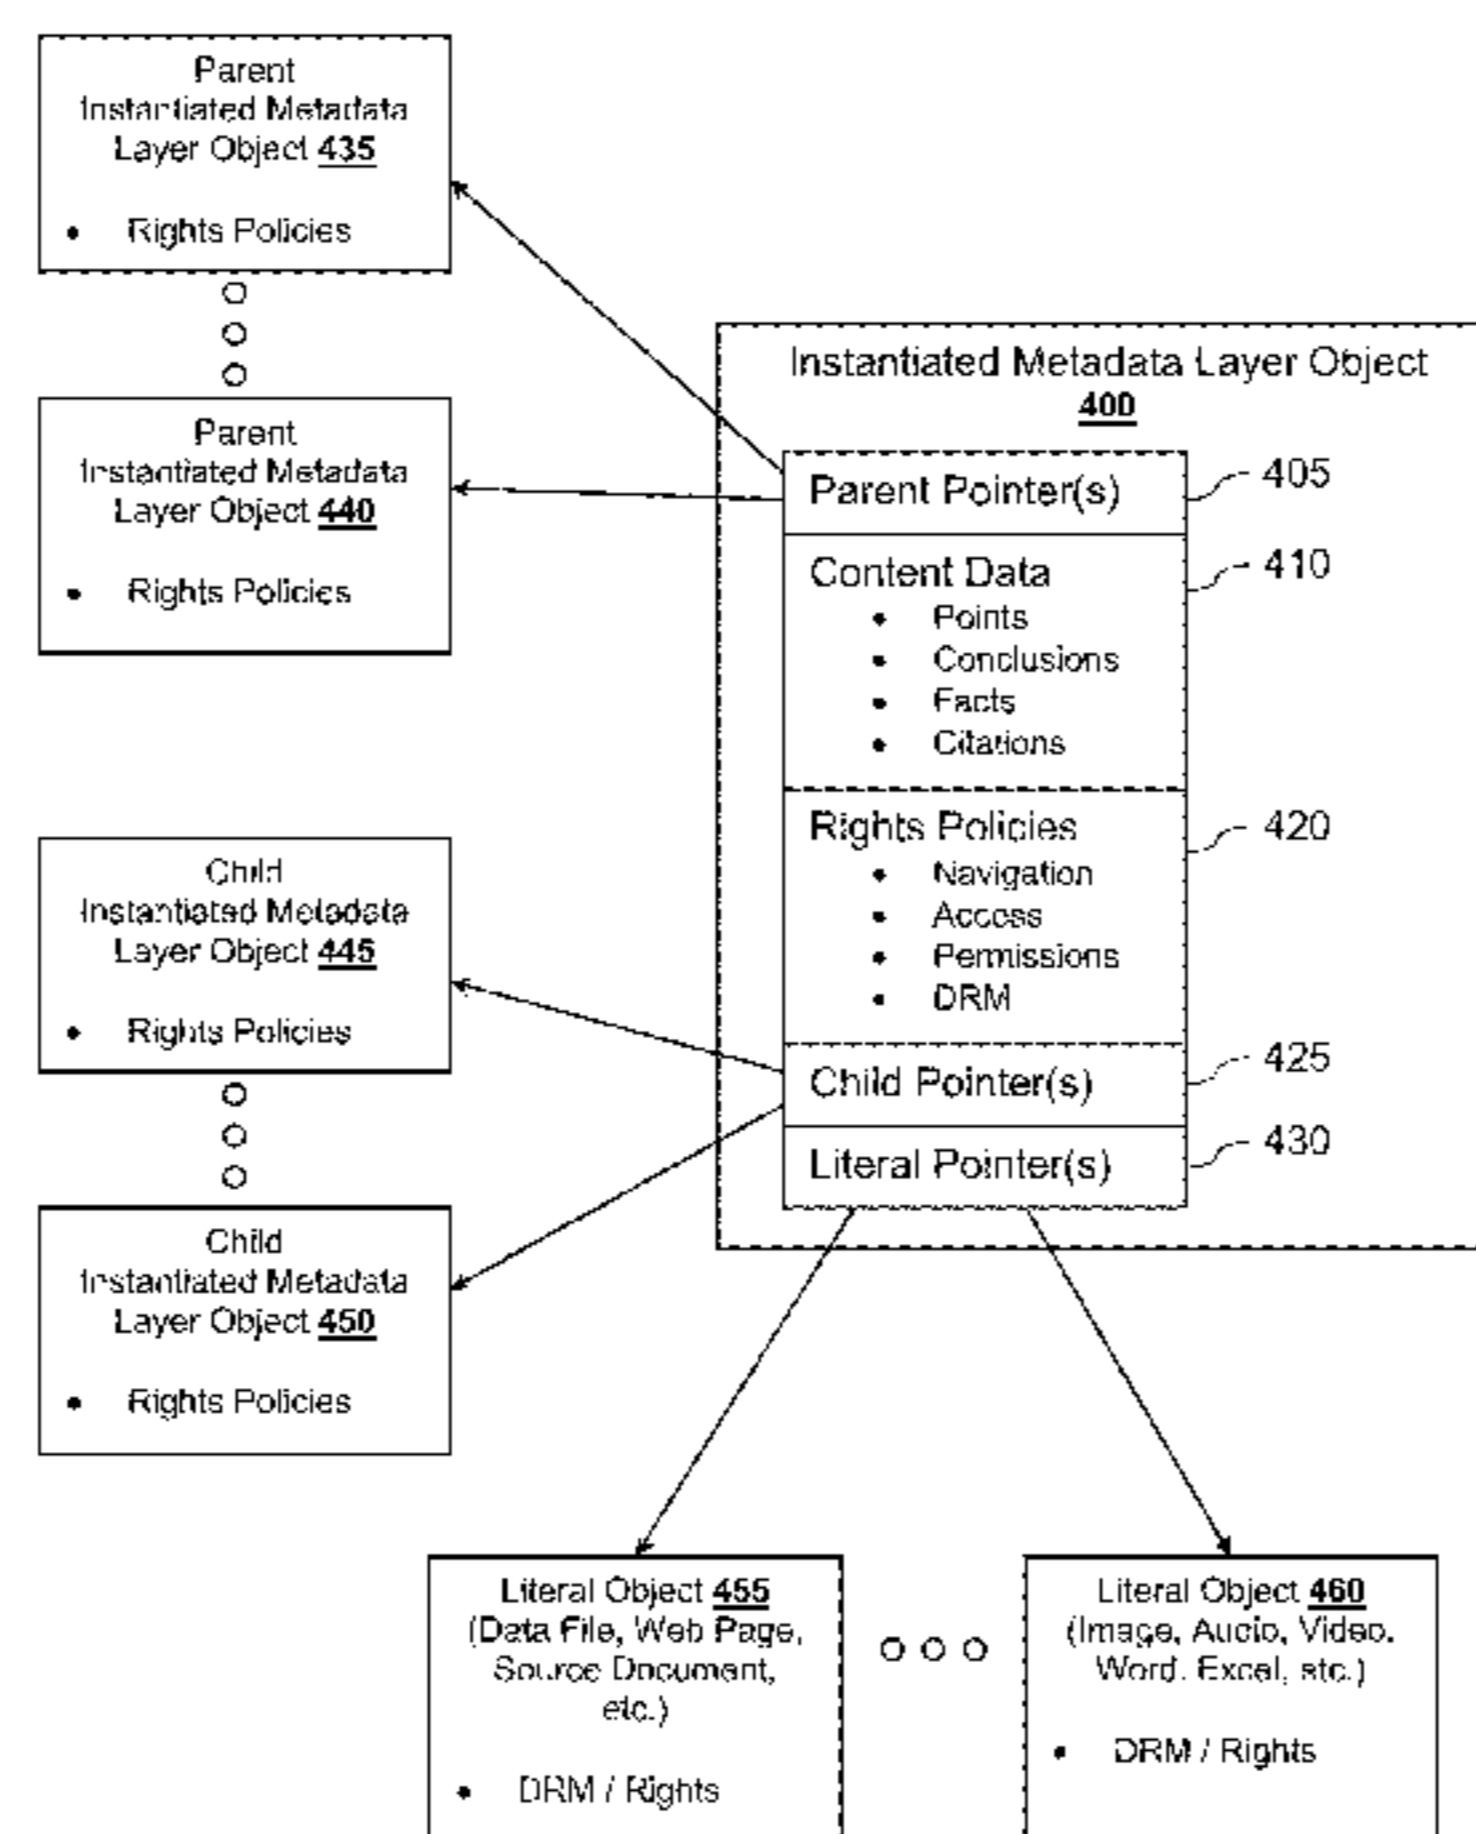 Parent
Instantiated Metadata
Layer Object 435
• Rights Policies
Parent
Instantiated Metadata
Layer Object 440
• Rights Policies
Instantiated Metadata Layer Object
400
Parent Pointer(s)
405
Content Data
410
• Points
• Conclusions
• Facts
• Citations
Rights Policies
420
• Navigation
• Access
• Permissions
• DRM
Child Pointer(s)
425
Literal Pointer(s)
430
Child
Instantiated Metadata
Layer Object 445
• Rights Policies
Child
Instantiated Metadata
Layer Object 450
• Rights Policies
Literal Object 455
(Data File, Web Page,
Source Document,
etc.)
• DRM / Rights
Literal Object 460
(Image, Audio, Video,
Word, Excel, etc.)
• DRM / Rights